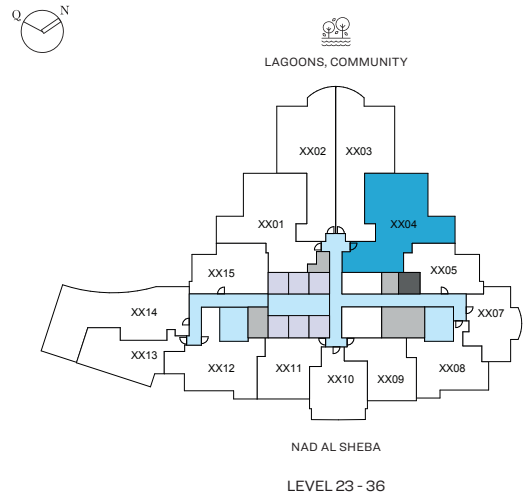 Q N
LAGOONS, COMMUNITY
XX02 XX03
XX01 XX04
XX15 XX05
XX14 XX07
XX13
XX12 XX11 XX10 XX09 XX08
NAD AL SHEBA
LEVEL 23 - 36